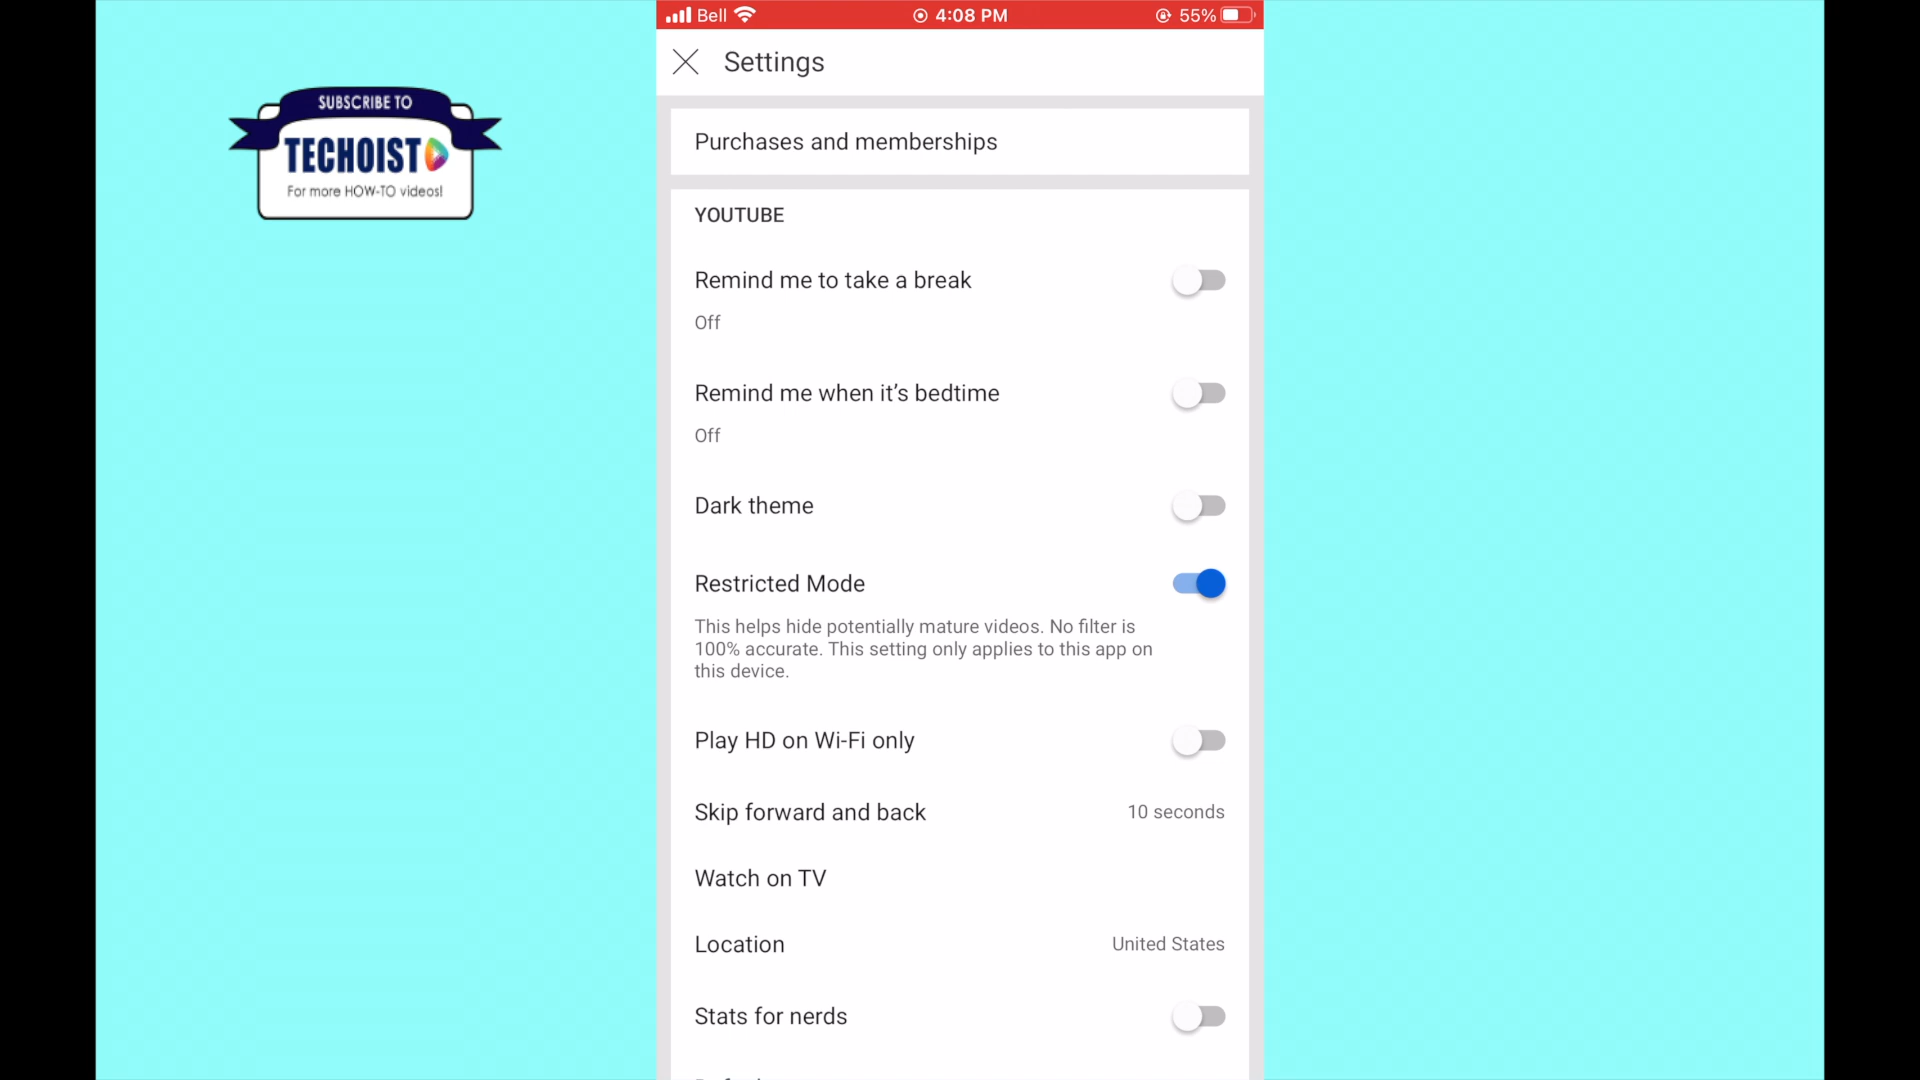 Bell 4:08 PM 55%
Settings
SUBSCRIBE TO
TECHOIST
For more HOW-TO videos!
Purchases and memberships
YOUTUBE
Remind me to take a break
Off
Remind me when it's bedtime
Off
Dark theme
Restricted Mode
This helps hide potentially mature videos. No filter is
100% accurate. This setting only applies to this app on
this device.
Play HD on Wi-Fi only
Skip forward and back 10 seconds
Watch on TV
Location United States
Stats for nerds